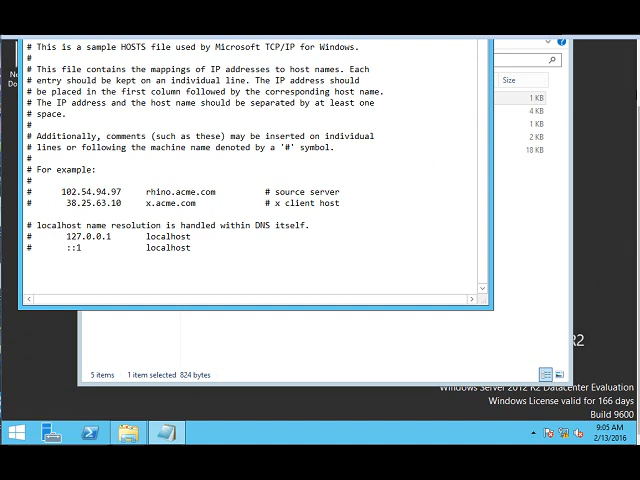 # This is a sample HOSTS file used by Microsoft TCP/IP for Windows.
#
# This file contains the mappings of IP addresses to host names. Each
# entry should be kept on an individual line. The IP address should
# be placed in the first column followed by the corresponding host name.
# The IP address and the host name should be separated by at least one
# space.
#
# Additionally, comments (such as these) may be inserted on individual
# lines or following the machine name denoted by a '#' symbol.
#
# For example:
#
# 102.54.94.97 rhino.acme.com # source server
# 38.25.63.10 x.acme.com # x client host
# localhost name resolution is handled within DNS itself.
# 127.0.0.1 localhost
# ::1 localhost
Size
1 KB
4 KB
1 KB
2 KB
18 KB
5 items 1 item selected 824 bytes
R2
Windows Server 2012 R2 Datacenter Evaluation
Windows License valid for 166 days
Build 9600
9:05 AM
2/13/2016